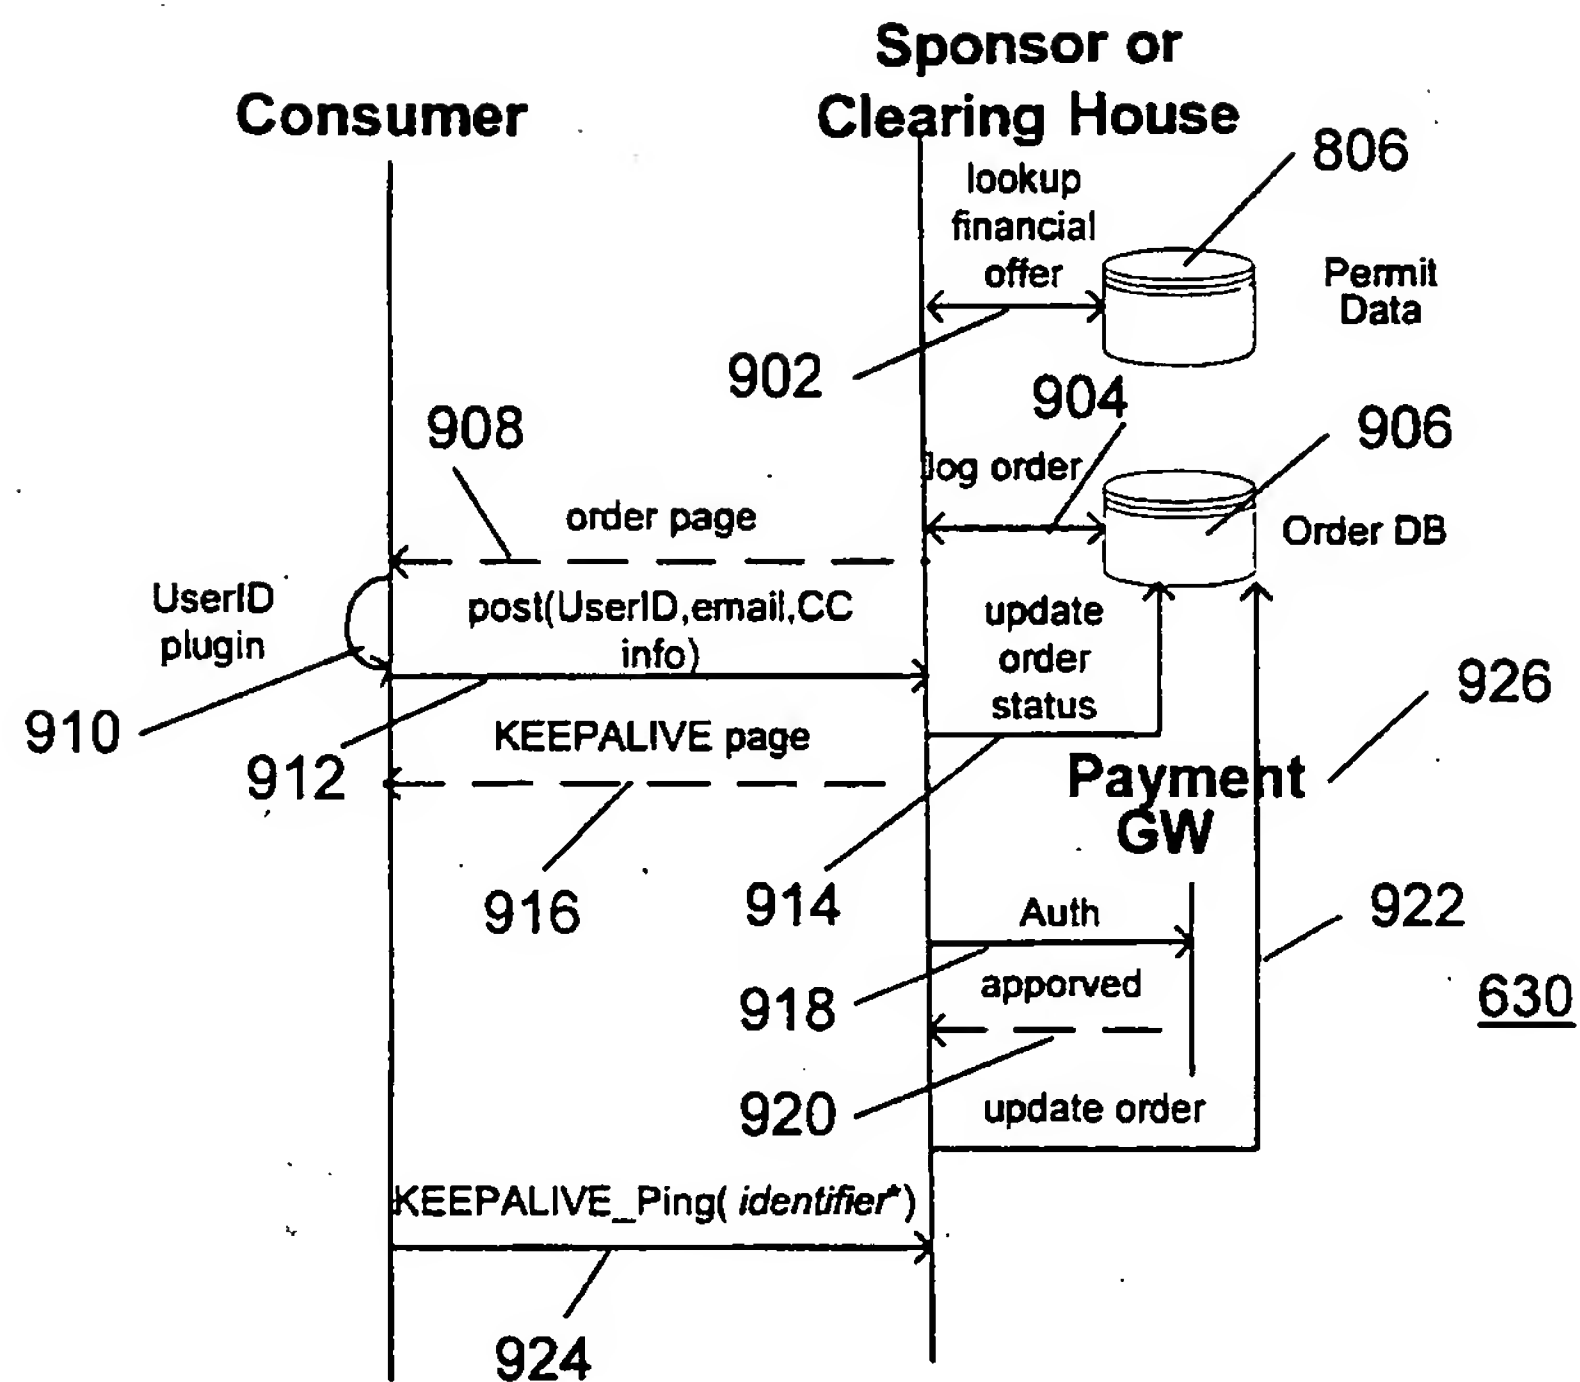 Sponsor or
Clearing House
Consumer
806
lookup
financial
offer
Permit
Data
902
904
908
906
log order
order page
Order DB
UserID
plugin
post(UserID,email,CC
info)
update
order
status
926
910
912
KEEPALIVE page
Payment
GW
916
914
Auth
922
918
apporved
630
920
update order
KEEPALIVE_Ping( identifier*)
924